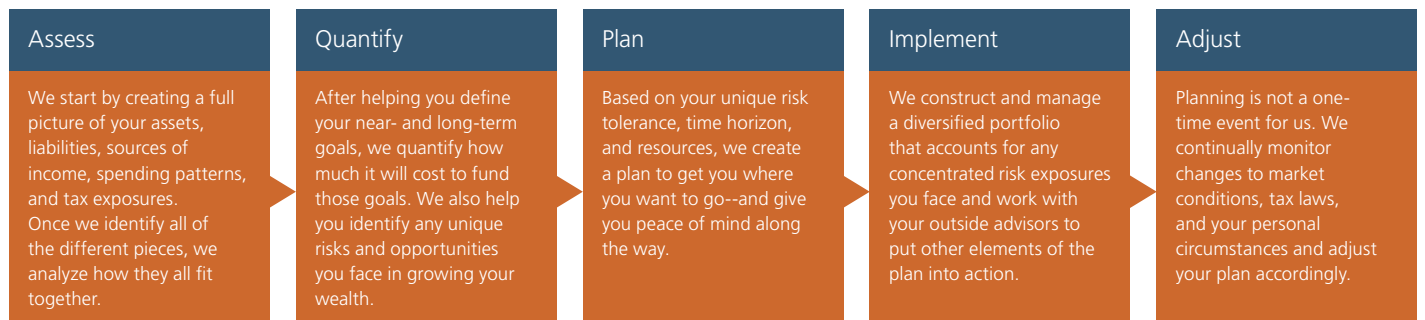 Assess
We start by creating a full
picture of your assets,
liabilities, sources of
income, spending patterns,
and tax exposures.
Once we identify all of
the different pieces, we
analyze how they all fit
together.
Quantify
After helping you define
your near- and long-term
goals, we quantify how
much it will cost to fund
those goals. We also help
you identify any unique
risks and opportunities
you face in growing your
wealth.
Plan
Based on your unique risk
tolerance, time horizon,
and resources, we create
a plan to get you where
you want to go--and give
you peace of mind along
the way.
Implement
We construct and manage
a diversified portfolio
that accounts for any
concentrated risk exposures
you face and work with
your outside advisors to
put other elements of the
plan into action.
Adjust
Planning is not a one-
time event for us. We
continually monitor
changes to market
conditions, tax laws,
and your personal
circumstances and adjust
your plan accordingly.